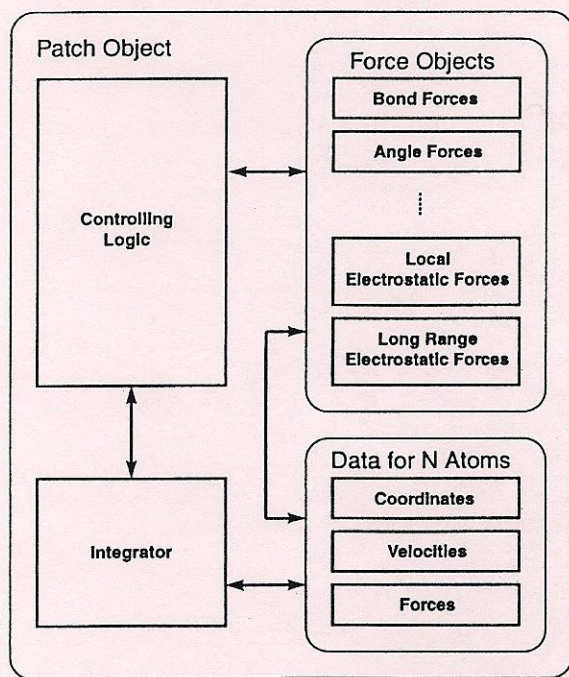 Patch Object
Controlling
Logic
Integrator
Force Objects
Bond Forces
Angle Forces
Local
Electrostatic Forces
Long Range
Electrostatic Forces
Data for N Atoms
Coordinates
Velocities
Forces